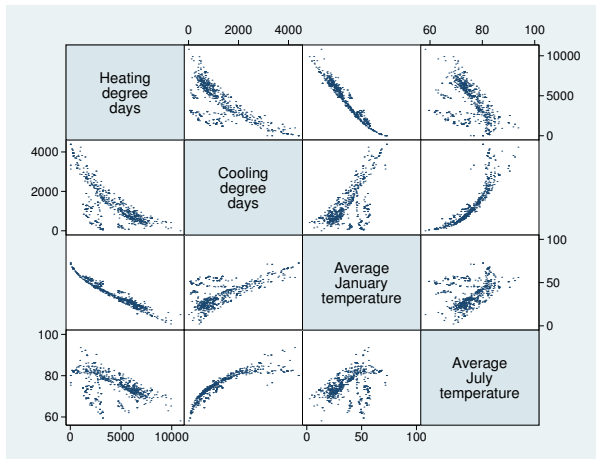 0 2000 4000
60 80 100
Heating
degree
days
0 5000 10000
4000
2000
0
Cooling
degree
days
Average
January
temperature
100
50
0
100
80
60
Average
July
temperature
0 5000 10000
0 50 100